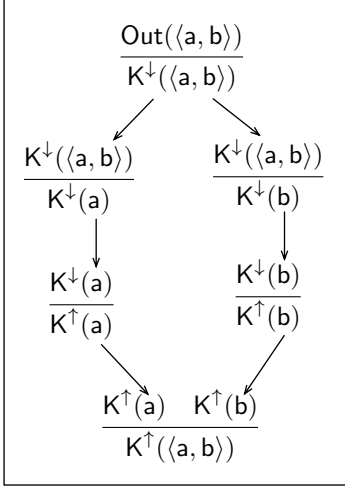 Out(⟨a, b⟩)
K↓(⟨a, b⟩)
K↓(⟨a, b⟩) K↓(⟨a, b⟩)
K↓(a) K↓(b)
K↓(a) K↓(b)
K↑(a) K↑(b)
K↑(a) K↑(b)
K↑(⟨a, b⟩)